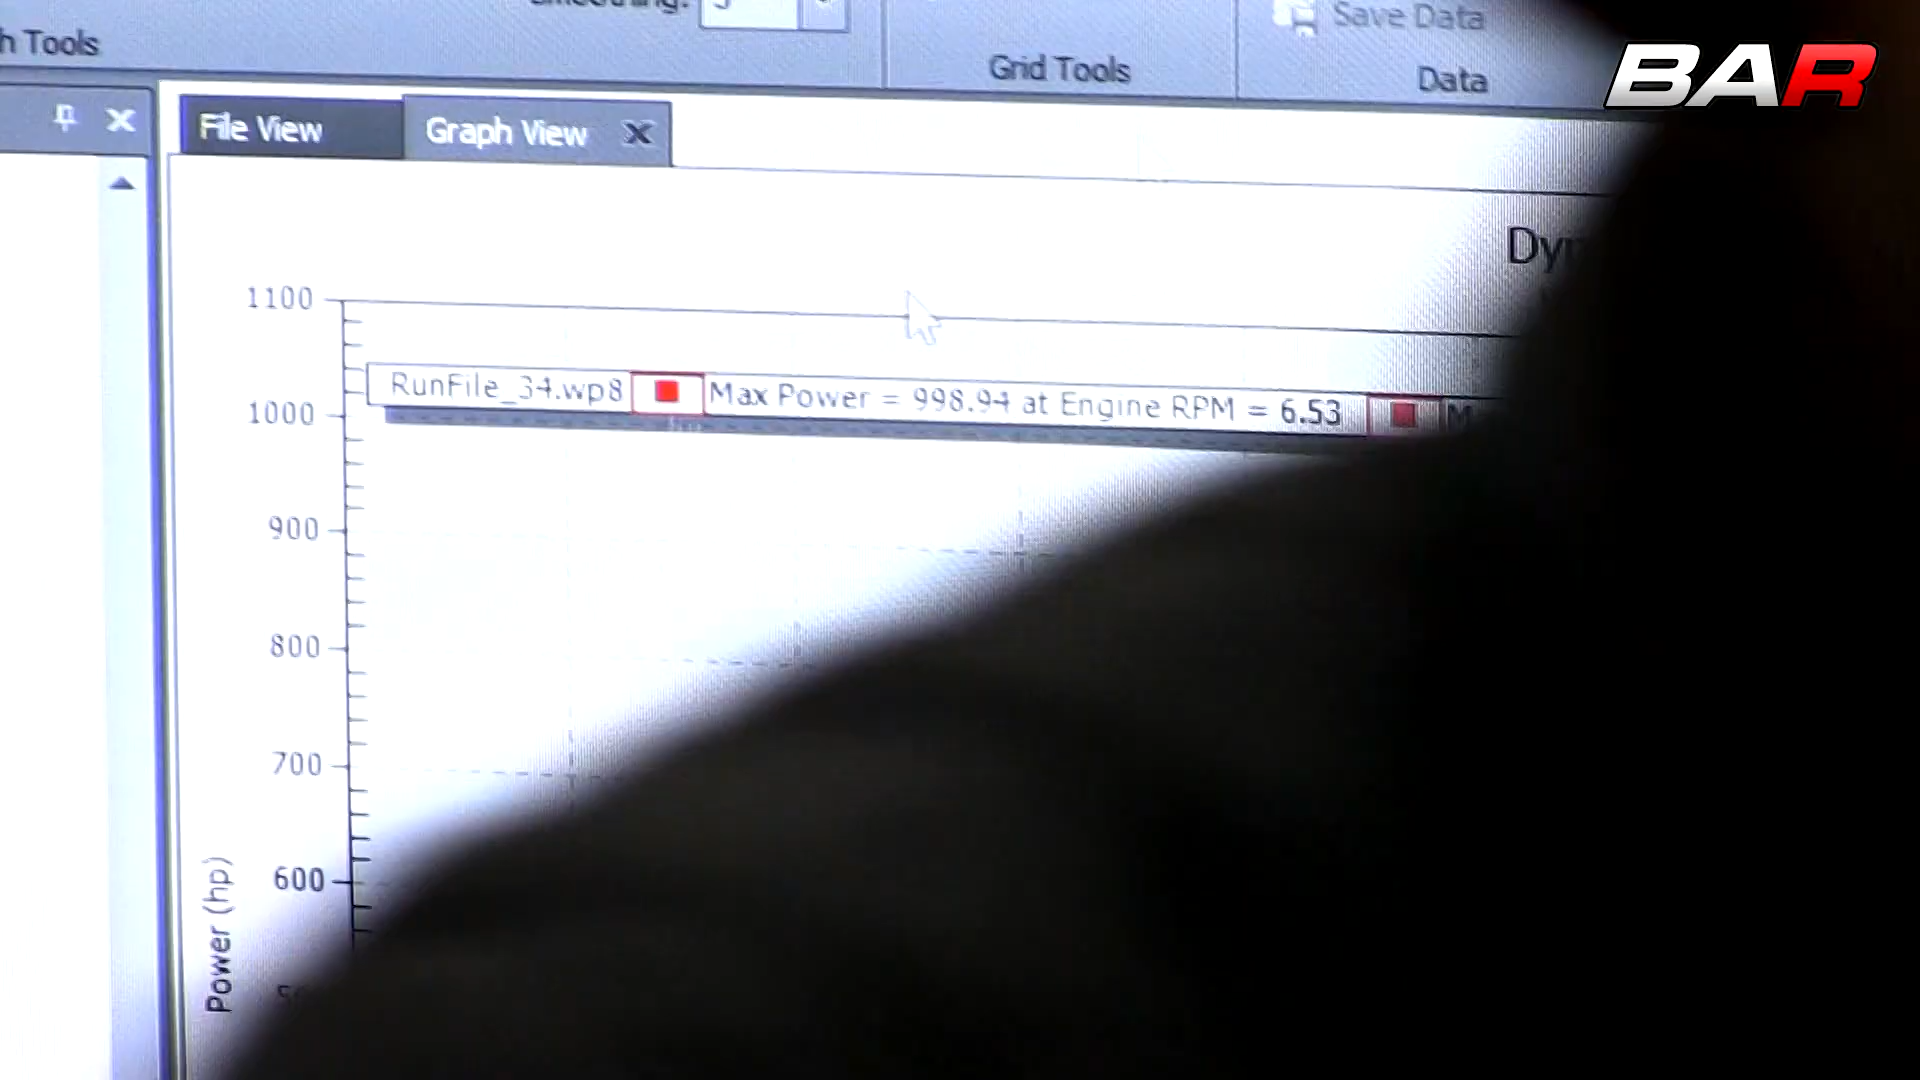 h Tools
Smoothing:
Grid Tools
Save Data
Data
BAR
File View
Graph View
1100
RunFile_34.wp8
Max Power = 998.94 at Engine RPM = 6.53
1000
900
800
700
600
Power (hp)